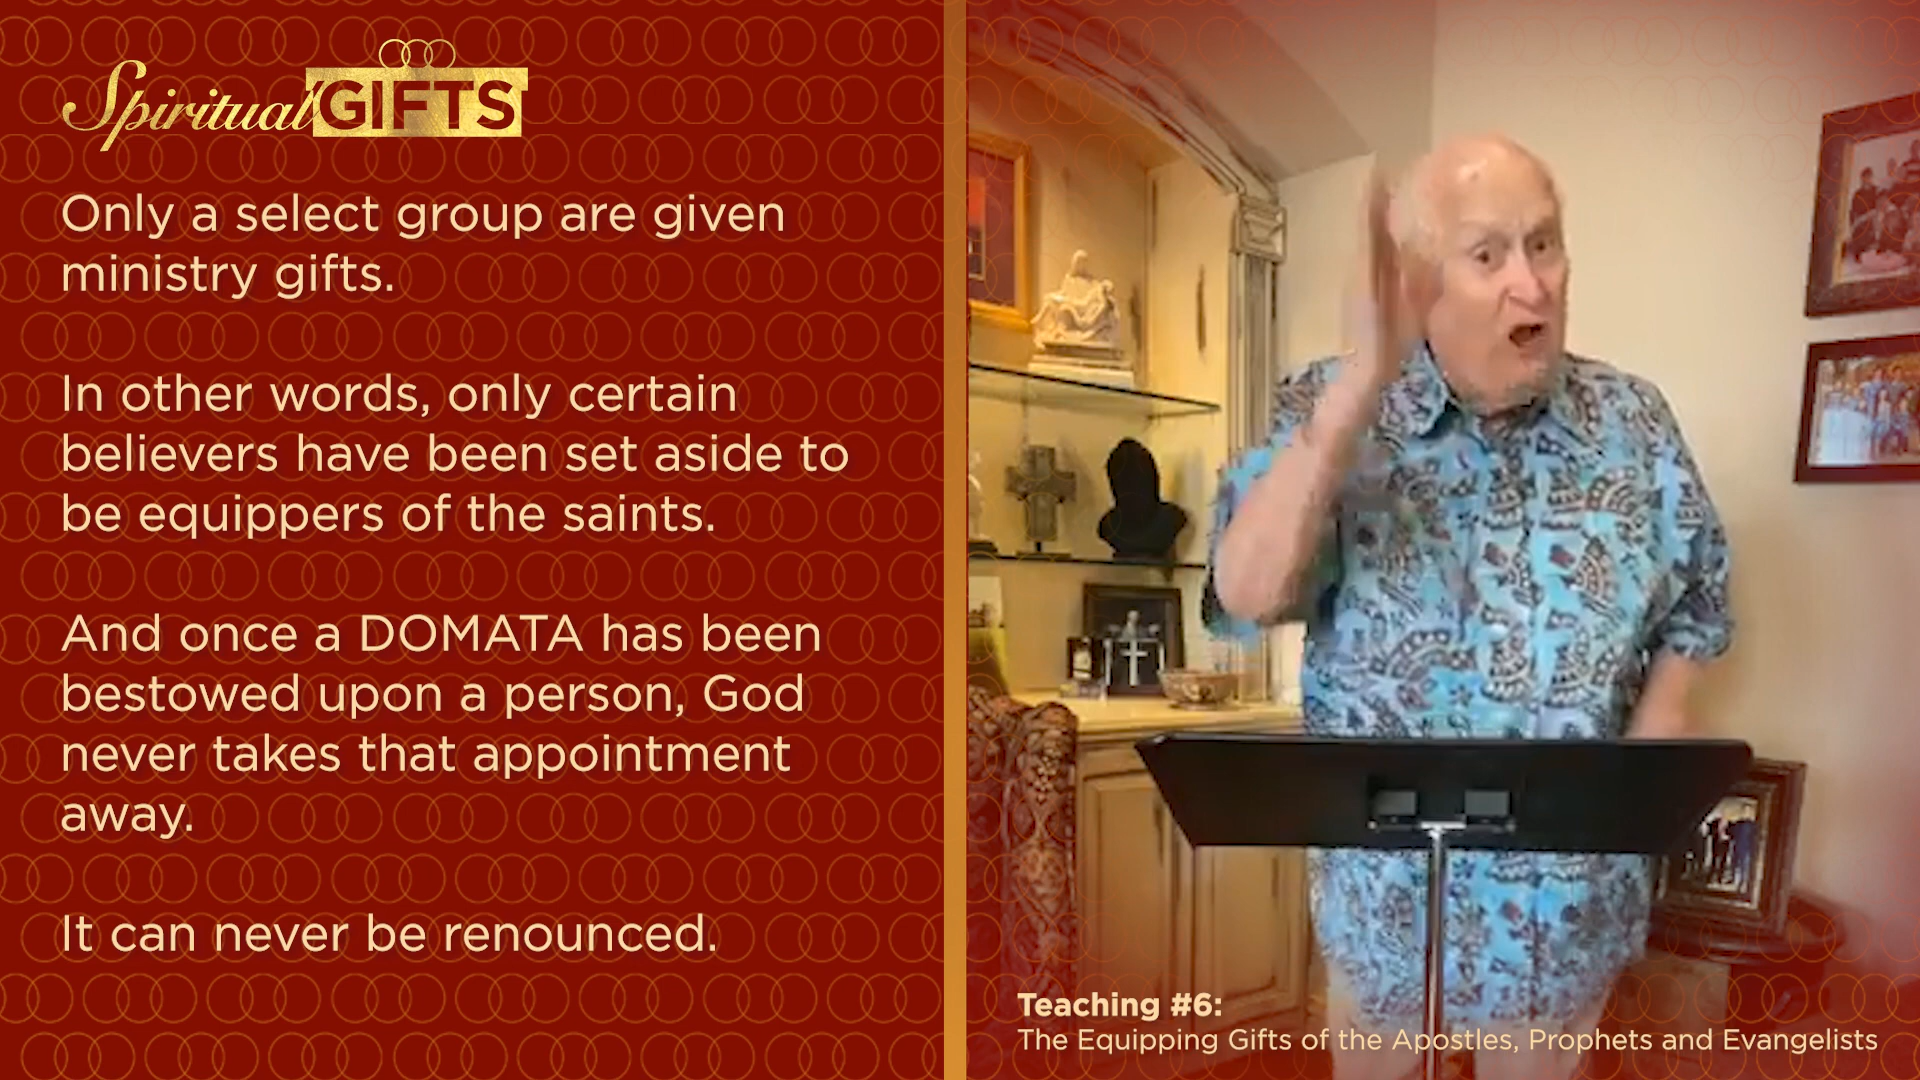 Spiritual GIFTS
Only a select group are given
ministry gifts.
In other words, only certain
believers have been set aside to
be equippers of the saints.
And once a DOMATA has been
bestowed upon a person, God
never takes that appointment
away.
It can never be renounced.
Teaching #6:
The Equipping Gifts of the Apostles, Prophets and Evangelists